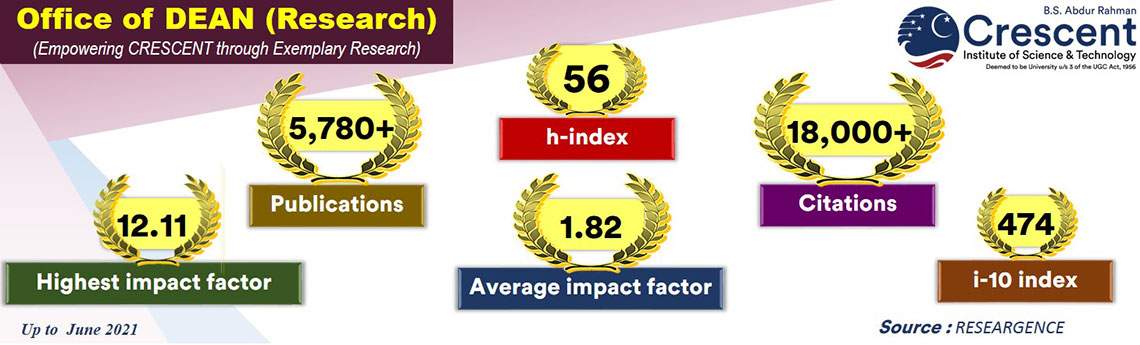 Office of DEAN (Research)
(Empowering CRESCENT through Exemplary Research)
B.S. Abdur Rahman
Crescent
Institute of Science & Technology
Deemed to be University u/s 3 of the UGC Act, 1956
56
h-index
5,780+
Publications
18,000+
Citations
12.11
Highest impact factor
1.82
Average impact factor
474
i-10 index
Up to June 2021
Source : RESEARGENCE